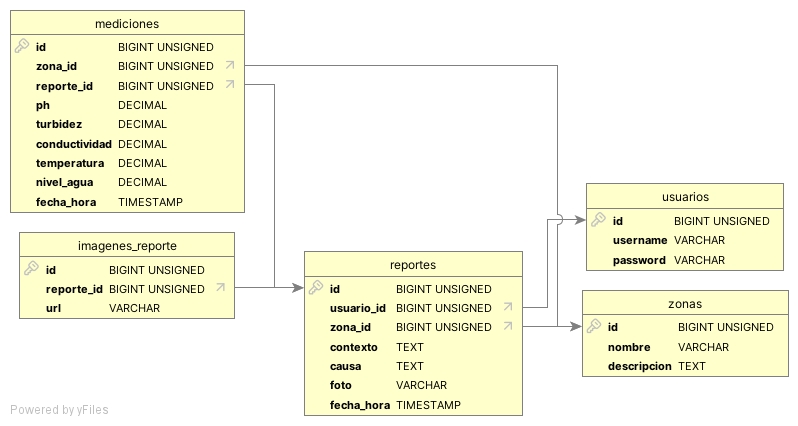 mediciones
id BIGINT UNSIGNED
zona_id BIGINT UNSIGNED
reporte_id BIGINT UNSIGNED
ph DECIMAL
turbidez DECIMAL
conductividad DECIMAL
temperatura DECIMAL
nivel_agua DECIMAL
fecha_hora TIMESTAMP
imagenes_reporte
id BIGINT UNSIGNED
reporte_id BIGINT UNSIGNED
url VARCHAR
reportes
id BIGINT UNSIGNED
usuario_id BIGINT UNSIGNED
zona_id BIGINT UNSIGNED
contexto TEXT
causa TEXT
foto VARCHAR
fecha_hora TIMESTAMP
usuarios
id BIGINT UNSIGNED
username VARCHAR
password VARCHAR
zonas
id BIGINT UNSIGNED
nombre VARCHAR
descripcion TEXT
Powered by yFiles